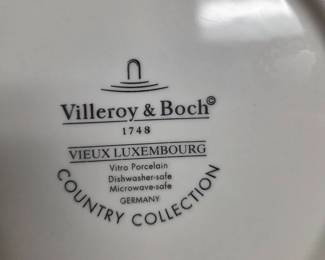 Villeroy & Boch©
1748
VIEUX LUXEMBOURG
Vitro Porcelain
Dishwasher-safe
Microwave-safe
GERMANY
COUNTRY COLLECTION